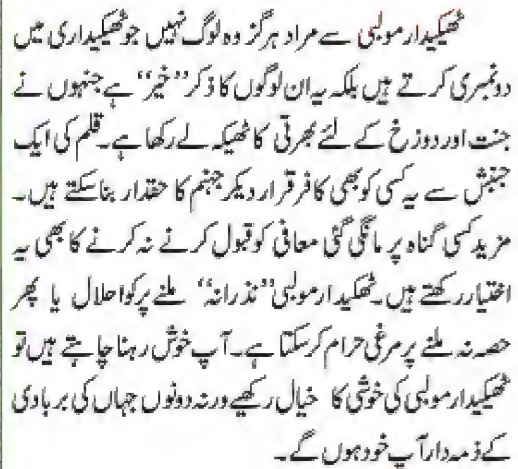 ٹھیکیدار مولبی سے مراد ہرگز وہ لوگ نہیں جو ٹھیکیداری میں
دونمبری کرتے ہیں بلکہ یہ ان لوگوں کا ذکر ’’خیر‘‘ ہے جنہوں نے
جنت اور دوزخ کے لئے بھرتی کا ٹھیکہ لے رکھا ہے۔ قلم کی ایک
جنبش سے یہ کسی کو بھی کافر قرار دیکر جہنم کا حقدار بنا سکتے ہیں۔
مزید کسی گناہ پر مانگی گئی معافی کو قبول کرنے نہ کرنے کا بھی یہ
اختیار رکھتے ہیں۔ ٹھکیدار مولبی ’’نذرانہ‘‘ ملنے پر کوا حلال یا پھر
حصہ نہ ملنے پر مرغی حرام کرسکتا ہے۔ آپ خوش رہنا چاہتے ہیں تو
ٹھیکیدار مولبی کی خوشی کا خیال رکھیے ورنہ دونوں جہاں کی بربادی
کے ذمہ دار آپ خود ہوں گے۔